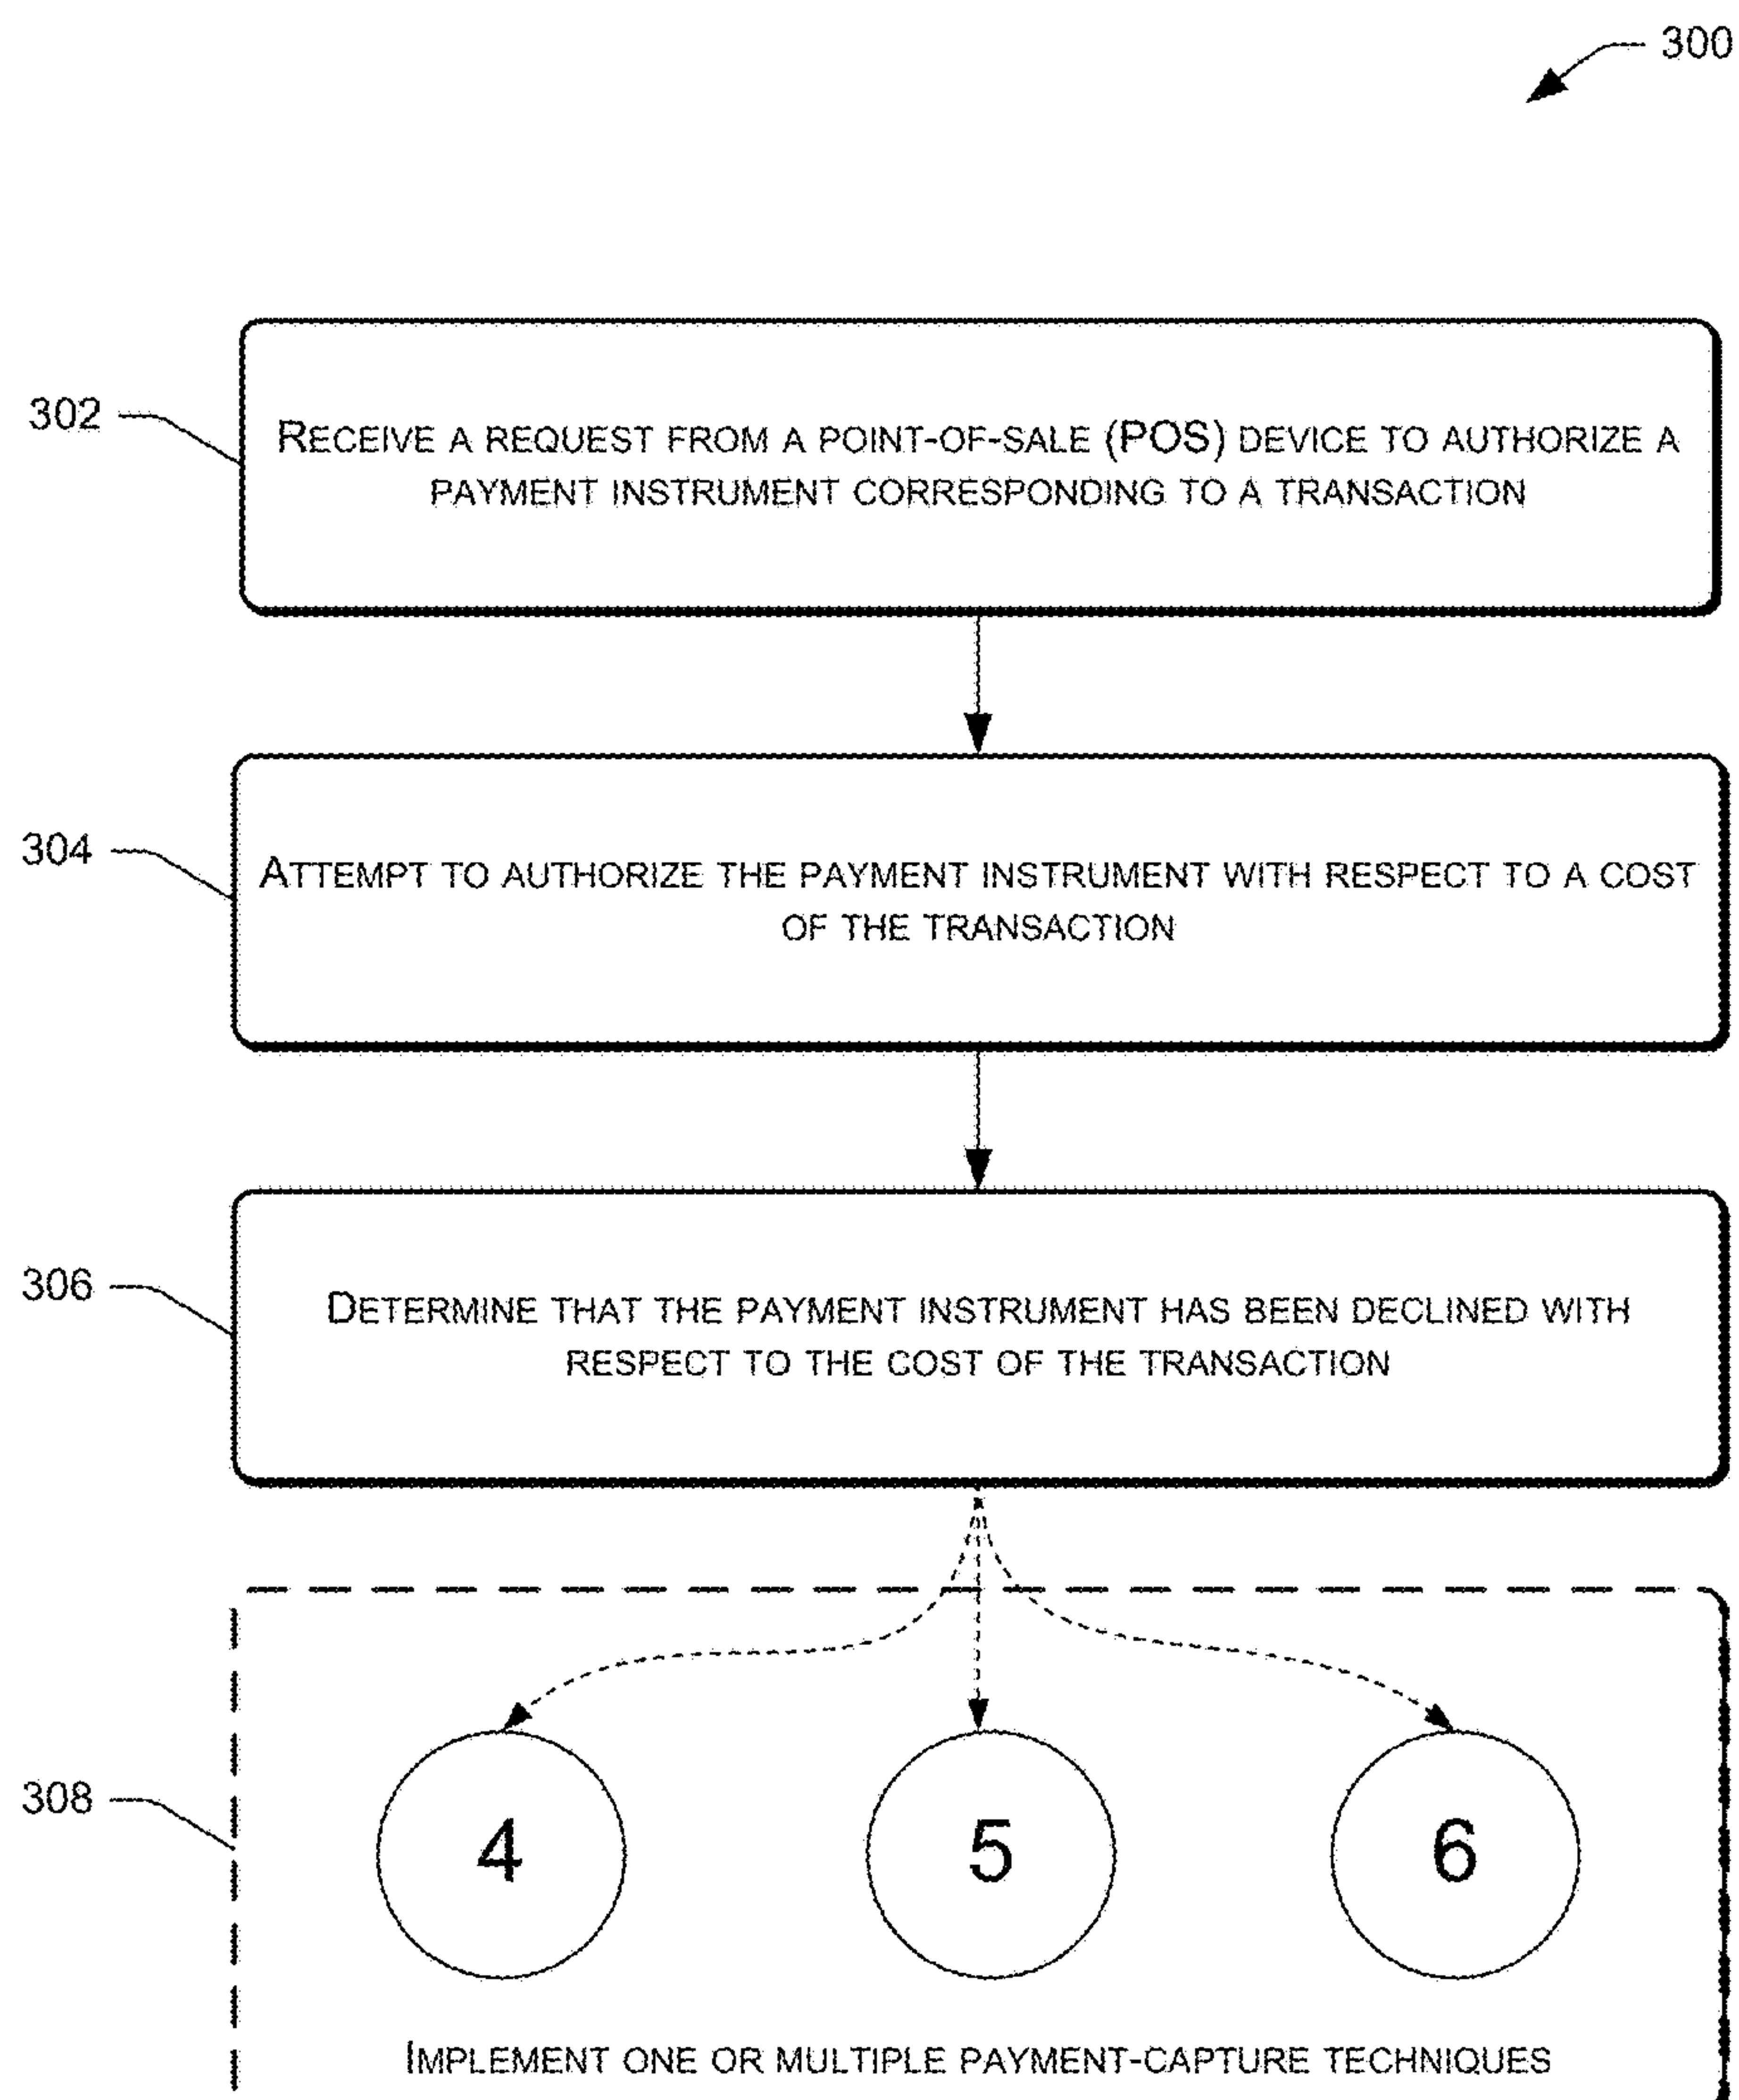 300
302
RECEIVE A REQUEST FROM A POINT-OF-SALE (POS) DEVICE TO AUTHORIZE A
PAYMENT INSTRUMENT CORRESPONDING TO A TRANSACTION
304
ATTEMPT TO AUTHORIZE THE PAYMENT INSTRUMENT WITH RESPECT TO A COST
OF THE TRANSACTION
306
DETERMINE THAT THE PAYMENT INSTRUMENT HAS BEEN DECLINED WITH
RESPECT TO THE COST OF THE TRANSACTION
308
4 5 6
IMPLEMENT ONE OR MULTIPLE PAYMENT-CAPTURE TECHNIQUES